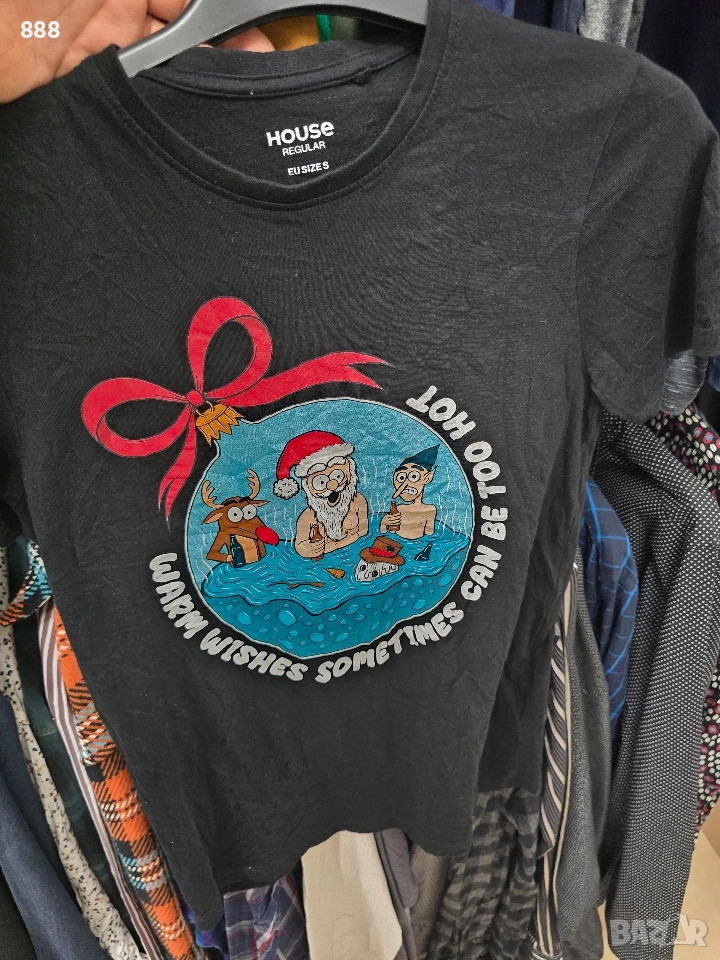 888
HOUSE
REGULAR
EU SIZE S
WARM WISHES SOMETIMES CAN BE TOO HOT
BAZAR